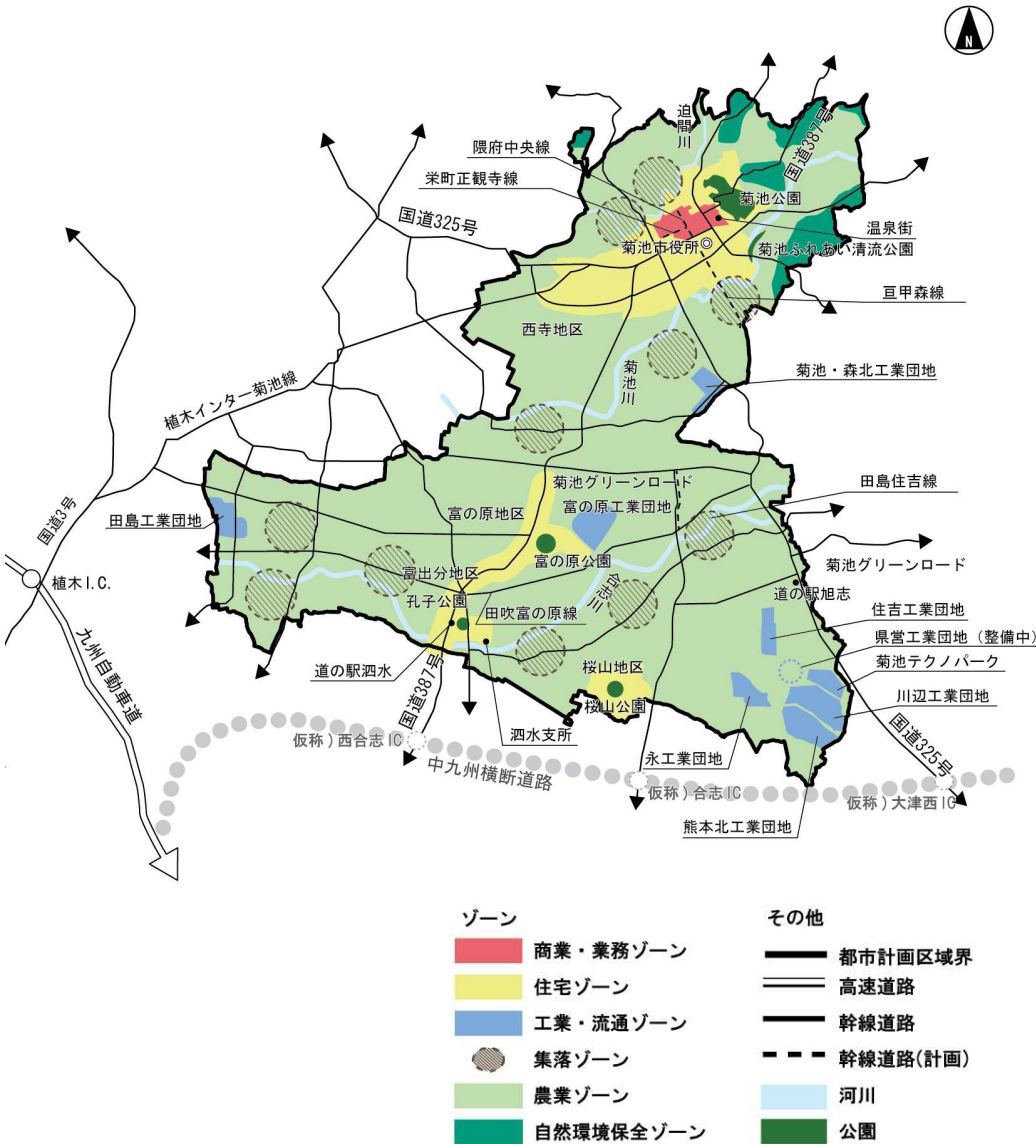 N
迫間川
国道387号
隈府中央線
栄町正観寺線
国道325号
菊池公園
温泉街
菊池市役所
菊池ふれあい清流公園
亘甲森線
西寺地区
菊池川
菊池・森北工業団地
植木インター菊池線
菊池グリーンロード
田島住吉線
国道3号
田島工業団地
富の原地区
富の原工業団地
富の原公園
菊池グリーンロード
植木I.C.
富出分地区
合志川
道の駅旭志
孔子公園
田吹富の原線
住吉工業団地
県営工業団地（整備中）
九州自動車道
道の駅泗水
桜山地区
菊池テクノパーク
桜山公園
川辺工業団地
国道387号
泗水支所
仮称）西合志IC
永工業団地
国道325号
中九州横断道路
仮称）合志IC
仮称）大津西IC
熊本北工業団地
ゾーン
商業・業務ゾーン
住宅ゾーン
工業・流通ゾーン
集落ゾーン
農業ゾーン
自然環境保全ゾーン
その他
都市計画区域界
高速道路
幹線道路
幹線道路(計画)
河川
公園